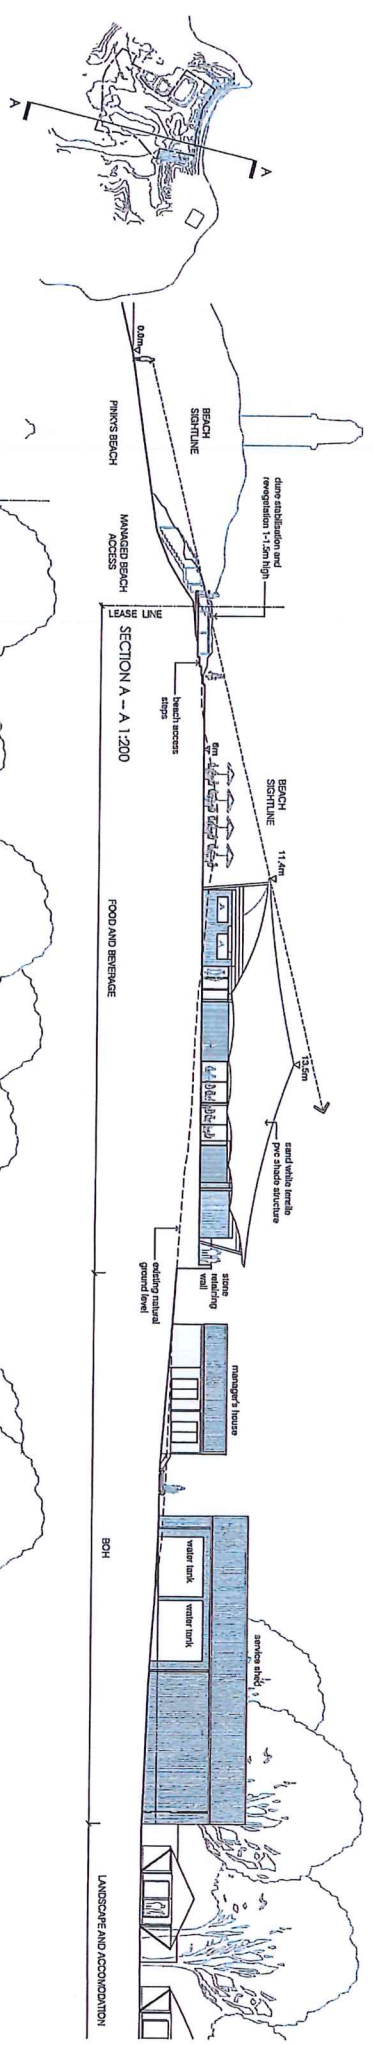 A
A
0.0m
PINKYS BEACH
BEACH
SIGHTLINE
MANAGED BEACH
ACCESS
dune stabilisation and
revegetation 1-1.5m high
LEASE LINE
SECTION A - A 1:200
beach access
steps
6m
BEACH
SIGHTLINE
11.4m
FOOD AND BEVERAGE
13.5m
sand white tensile
pvc shade structure
existing natural
ground level
stone
retaining
wall
manager's house
BOH
water tank
water tank
service shed
LANDSCAPE AND ACCOMODATION